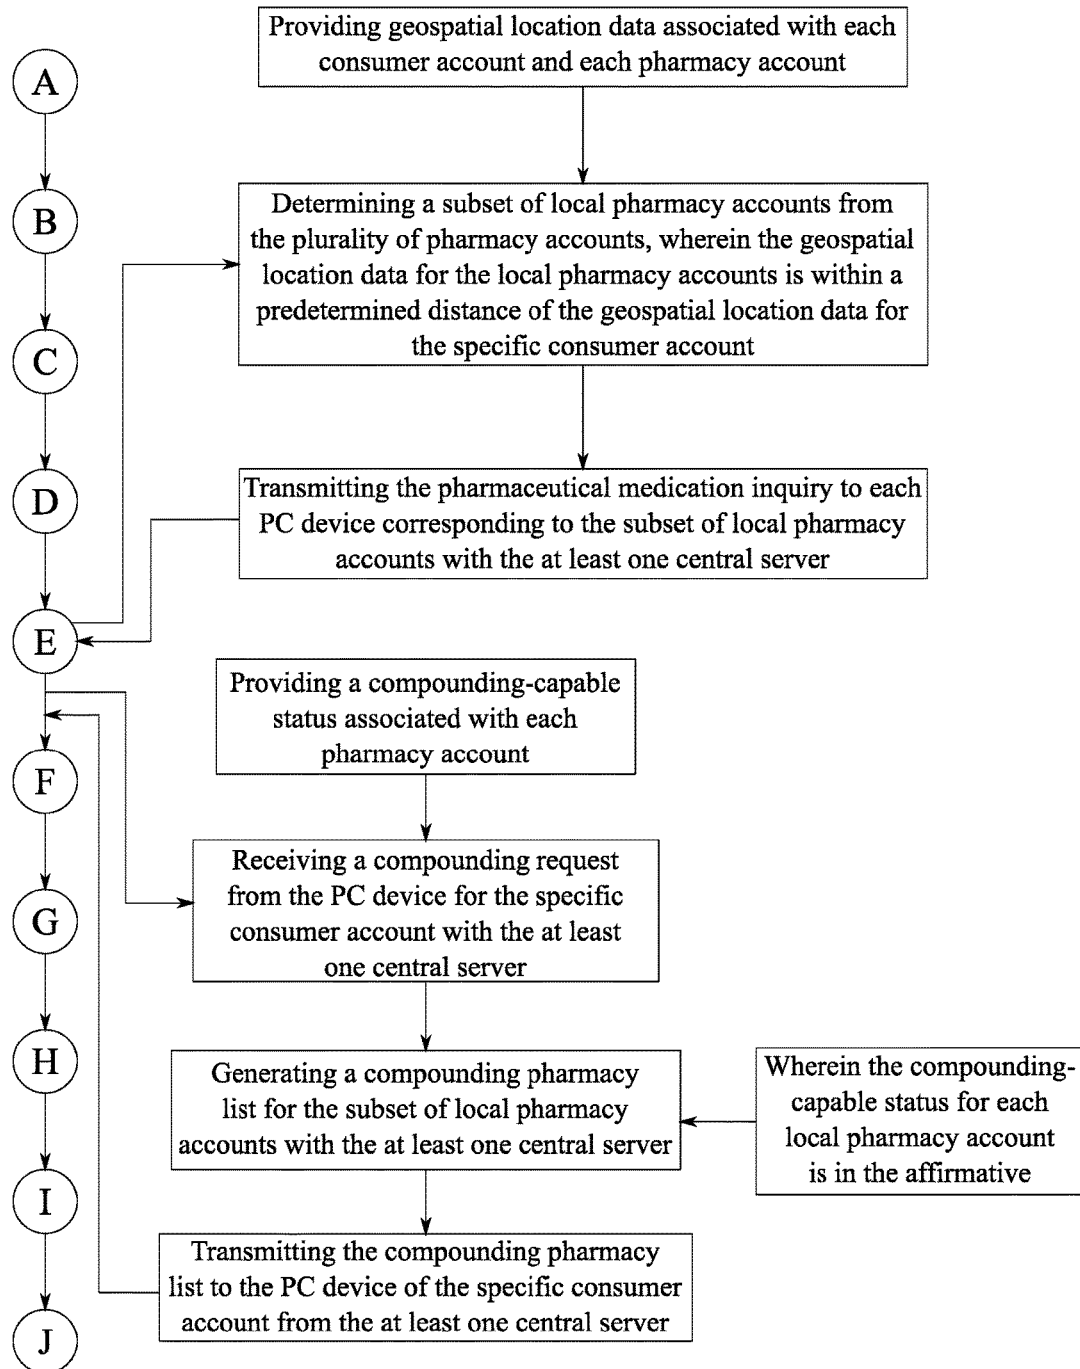 A
B
C
D
E
F
G
H
I
J
Providing geospatial location data associated with each
consumer account and each pharmacy account
Determining a subset of local pharmacy accounts from
the plurality of pharmacy accounts, wherein the geospatial
location data for the local pharmacy accounts is within a
predetermined distance of the geospatial location data for
the specific consumer account
Transmitting the pharmaceutical medication inquiry to each
PC device corresponding to the subset of local pharmacy
accounts with the at least one central server
Providing a compounding-capable
status associated with each
pharmacy account
Receiving a compounding request
from the PC device for the specific
consumer account with the at least
one central server
Generating a compounding pharmacy
list for the subset of local pharmacy
accounts with the at least one central server
Wherein the compounding-
capable status for each
local pharmacy account
is in the affirmative
Transmitting the compounding pharmacy
list to the PC device of the specific consumer
account from the at least one central server